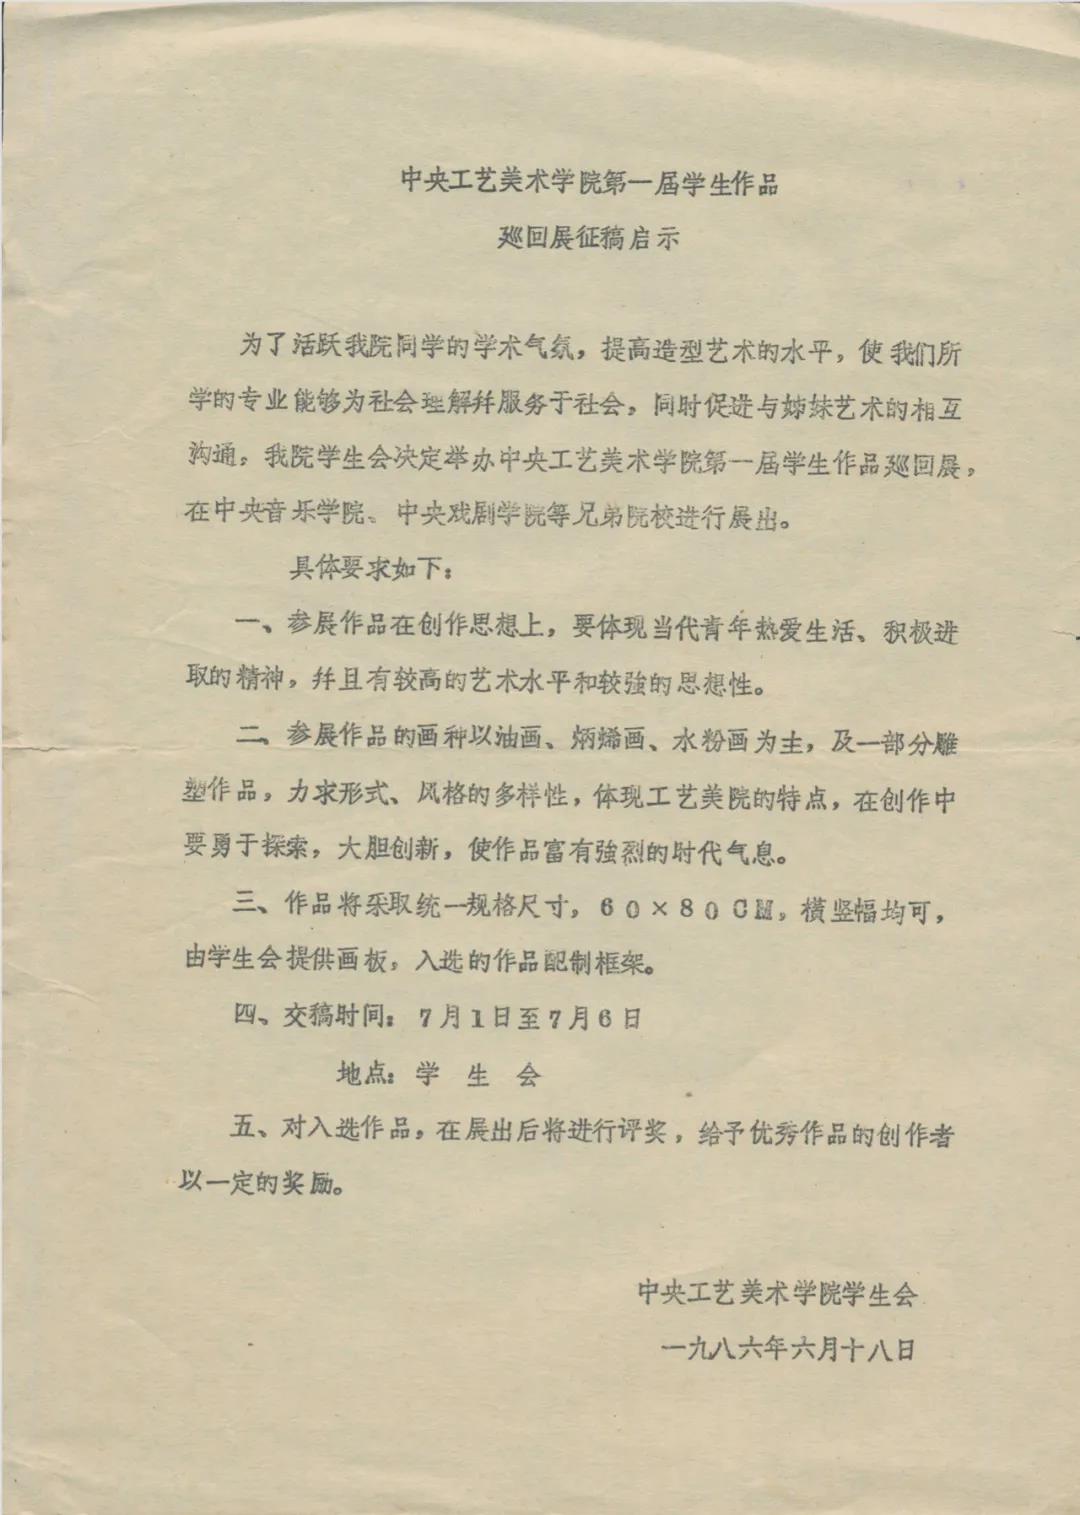 中央工艺美术学院第一届学生作品
巡回展征稿启示
为了活跃我院同学的学术气氛，提高造型艺术的水平，使我们所
学的专业能够为社会理解并服务于社会，同时促进与姊妹艺术的相互
沟通，我院学生会决定举办中央工艺美术学院第一届学生作品巡回展，
在中央音乐学院、中央戏剧学院等兄弟院校进行展出。
具体要求如下：
一、参展作品在创作思想上，要体现当代青年热爱生活、积极进
取的精神，并且有较高的艺术水平和较强的思想性。
二、参展作品的画种以油画、炳烯画、水粉画为主，及一部分雕
塑作品，力求形式、风格的多样性，体现工艺美院的特点，在创作中
要勇于探索，大胆创新，使作品富有强烈的时代气息。
三、作品将采取统一规格尺寸，60×80CM，横竖幅均可，
由学生会提供画板，入选的作品配制框架。
四、交稿时间：7月1日至7月6日
地点：学 生 会
五、对入选作品，在展出后将进行评奖，给予优秀作品的创作者
以一定的奖励。
中央工艺美术学院学生会
一九八六年六月十八日